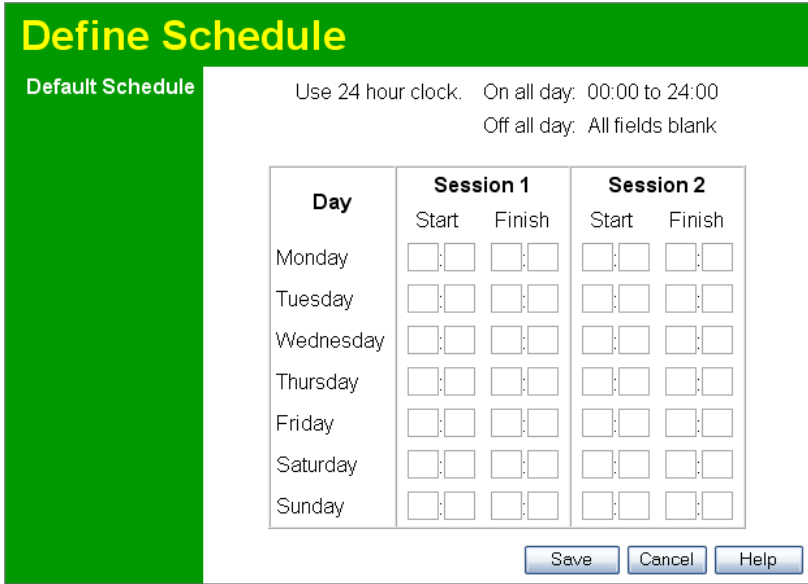 Define Schedule
Default Schedule
Use 24 hour clock. On all day: 00:00 to 24:00
Off all day: All fields blank
Day Session 1 Session 2
Start Finish Start Finish
Monday : : : :
Tuesday : : : :
Wednesday : : : :
Thursday : : : :
Friday : : : :
Saturday : : : :
Sunday : : : :
Save Cancel Help